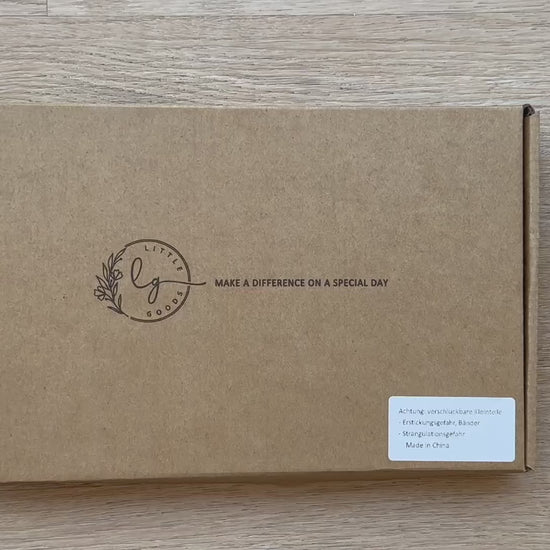 LITTLE
lg
GOODS
MAKE A DIFFERENCE ON A SPECIAL DAY
Achtung: verschluckbare Kleinteile
- Erstickungsgefahr, Bänder
- Strangulationsgefahr
Made in China